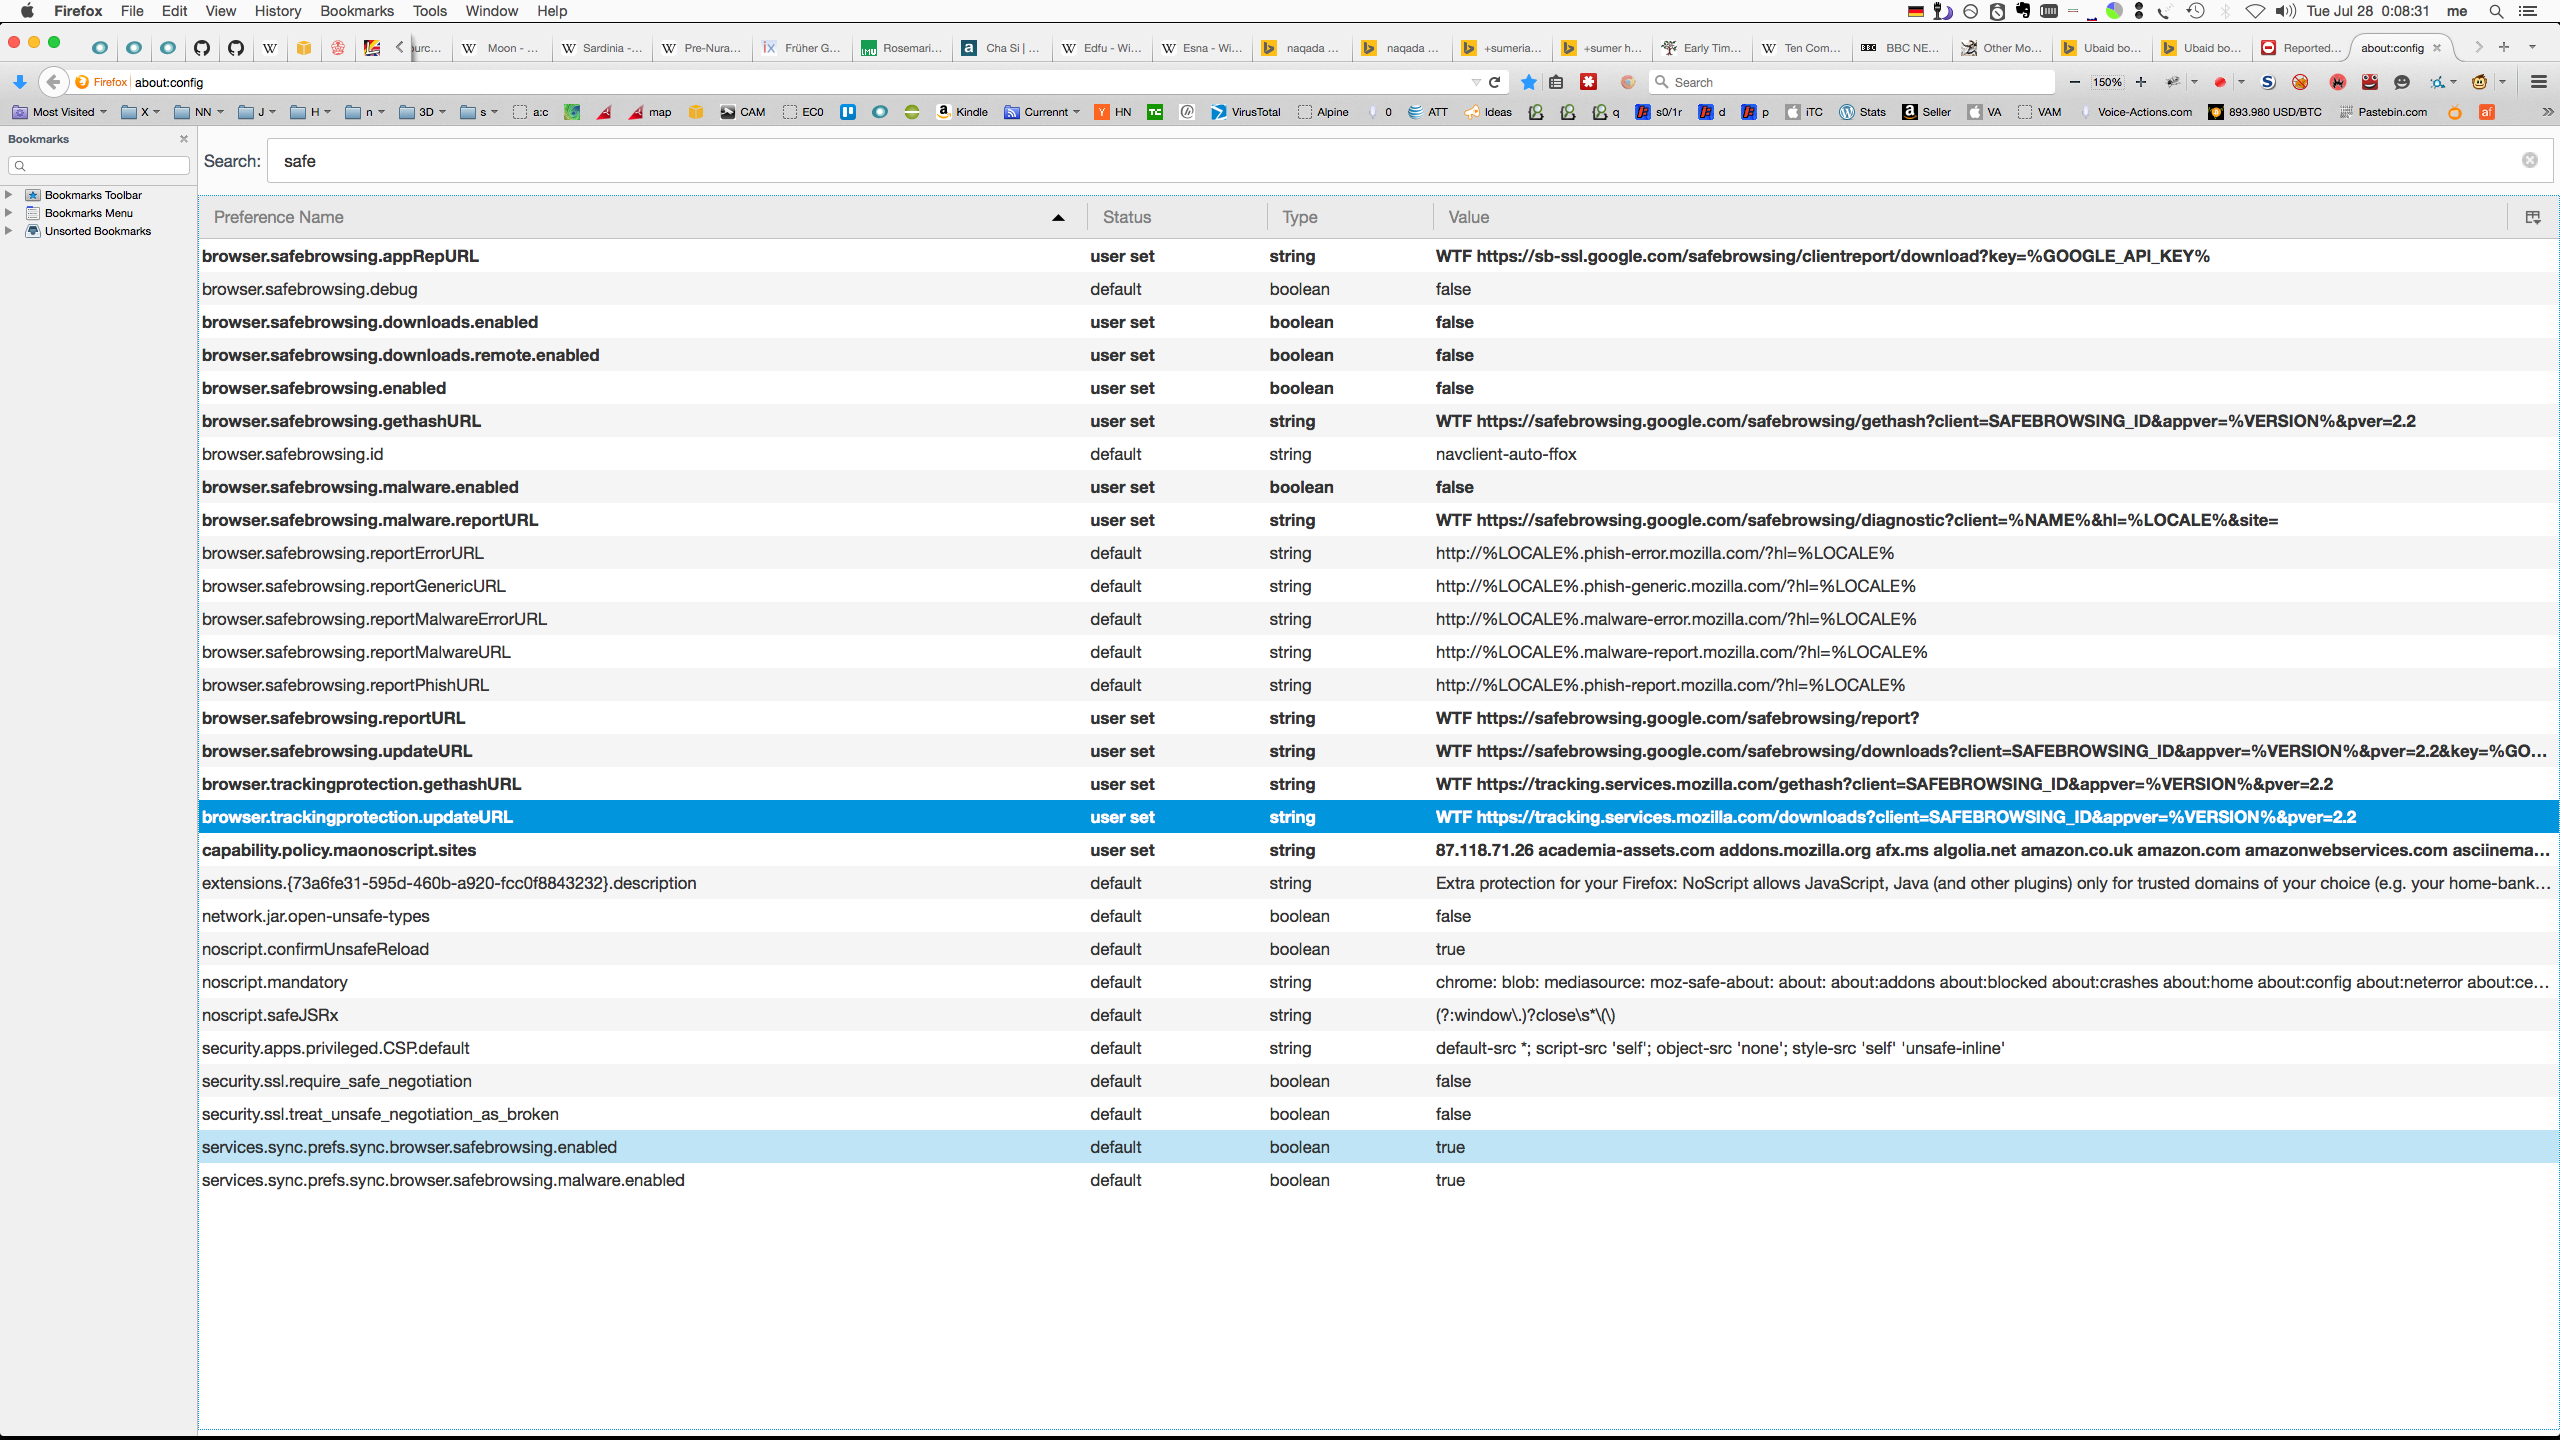 Firefox File Edit View History Bookmarks Tools Window Help Tue Jul 28 0:08:31 me
Moon - ... Sardinia -... Pre-Nura... Früher G... Rosemari... Cha Si | ... Edfu - Wi... Esna - Wi... naqada ... naqada ... +sumeria... +sumer h... Early Tim... Ten Com... BBC NE... Other Mo... Ubaid bo... Ubaid bo... Reported... about:config
Firefox about:config 150% Search
Most Visited X NN J H n 3D s a:c map CAM EC0 Kindle Currennt HN VirusTotal Alpine 0 ATT Ideas q s0/1r d p iTC Stats Seller VA VAM Voice-Actions.com 893.980 USD/BTC Pastebin.com af
Bookmarks
Bookmarks Toolbar
Bookmarks Menu
Unsorted Bookmarks
Search: safe
Preference Name Status Type Value
browser.safebrowsing.appRepURL user set string WTF https://sb-ssl.google.com/safebrowsing/clientreport/download?key=%GOOGLE_API_KEY%
browser.safebrowsing.debug default boolean false
browser.safebrowsing.downloads.enabled user set boolean false
browser.safebrowsing.downloads.remote.enabled user set boolean false
browser.safebrowsing.enabled user set boolean false
browser.safebrowsing.gethashURL user set string WTF https://safebrowsing.google.com/safebrowsing/gethash?client=SAFEBROWSING_ID&appver=%VERSION%&pver=2.2
browser.safebrowsing.id default string navclient-auto-ffox
browser.safebrowsing.malware.enabled user set boolean false
browser.safebrowsing.malware.reportURL user set string WTF https://safebrowsing.google.com/safebrowsing/diagnostic?client=%NAME%&hl=%LOCALE%&site=
browser.safebrowsing.reportErrorURL default string http://%LOCALE%.phish-error.mozilla.com/?hl=%LOCALE%
browser.safebrowsing.reportGenericURL default string http://%LOCALE%.phish-generic.mozilla.com/?hl=%LOCALE%
browser.safebrowsing.reportMalwareErrorURL default string http://%LOCALE%.malware-error.mozilla.com/?hl=%LOCALE%
browser.safebrowsing.reportMalwareURL default string http://%LOCALE%.malware-report.mozilla.com/?hl=%LOCALE%
browser.safebrowsing.reportPhishURL default string http://%LOCALE%.phish-report.mozilla.com/?hl=%LOCALE%
browser.safebrowsing.reportURL user set string WTF https://safebrowsing.google.com/safebrowsing/report?
browser.safebrowsing.updateURL user set string WTF https://safebrowsing.google.com/safebrowsing/downloads?client=SAFEBROWSING_ID&appver=%VERSION%&pver=2.2&key=%GO...
browser.trackingprotection.gethashURL user set string WTF https://tracking.services.mozilla.com/gethash?client=SAFEBROWSING_ID&appver=%VERSION%&pver=2.2
browser.trackingprotection.updateURL user set string WTF https://tracking.services.mozilla.com/downloads?client=SAFEBROWSING_ID&appver=%VERSION%&pver=2.2
capability.policy.maonoscript.sites user set string 87.118.71.26 academia-assets.com addons.mozilla.org afx.ms algolia.net amazon.co.uk amazon.com amazonwebservices.com asciinema...
extensions.{73a6fe31-595d-460b-a920-fcc0f8843232}.description default string Extra protection for your Firefox: NoScript allows JavaScript, Java (and other plugins) only for trusted domains of your choice (e.g. your home-bank...
network.jar.open-unsafe-types default boolean false
noscript.confirmUnsafeReload default boolean true
noscript.mandatory default string chrome: blob: mediasource: moz-safe-about: about: about:addons about:blocked about:crashes about:home about:config about:neterror about:ce...
noscript.safeJSRx default string (?:window\.)?close\s*\(\)
security.apps.privileged.CSP.default default string default-src *; script-src 'self'; object-src 'none'; style-src 'self' 'unsafe-inline'
security.ssl.require_safe_negotiation default boolean false
security.ssl.treat_unsafe_negotiation_as_broken default boolean false
services.sync.prefs.sync.browser.safebrowsing.enabled default boolean true
services.sync.prefs.sync.browser.safebrowsing.malware.enabled default boolean true